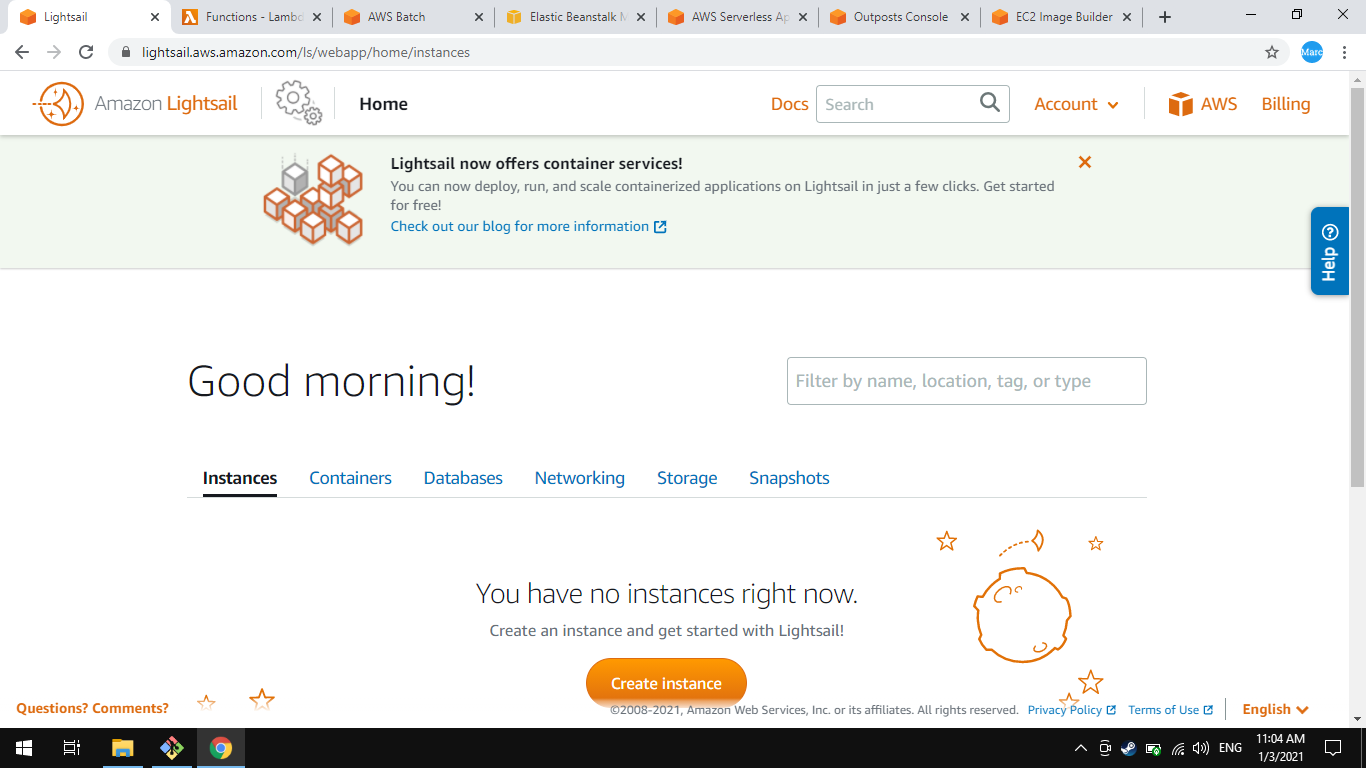 Lightsail
Functions - Lambd
AWS Batch
Elastic Beanstalk M
AWS Serverless Ap
Outposts Console
EC2 Image Builder
lightsail.aws.amazon.com/ls/webapp/home/instances
Marc
Amazon Lightsail
Home
Docs
Search
Account
AWS
Billing
Lightsail now offers container services!
You can now deploy, run, and scale containerized applications on Lightsail in just a few clicks. Get started
for free!
Check out our blog for more information
Help
Good morning!
Filter by name, location, tag, or type
Instances
Containers
Databases
Networking
Storage
Snapshots
You have no instances right now.
Create an instance and get started with Lightsail!
Create instance
Questions? Comments?
©2008-2021, Amazon Web Services, Inc. or its affiliates. All rights reserved.
Privacy Policy
Terms of Use
English
ENG
11:04 AM
1/3/2021